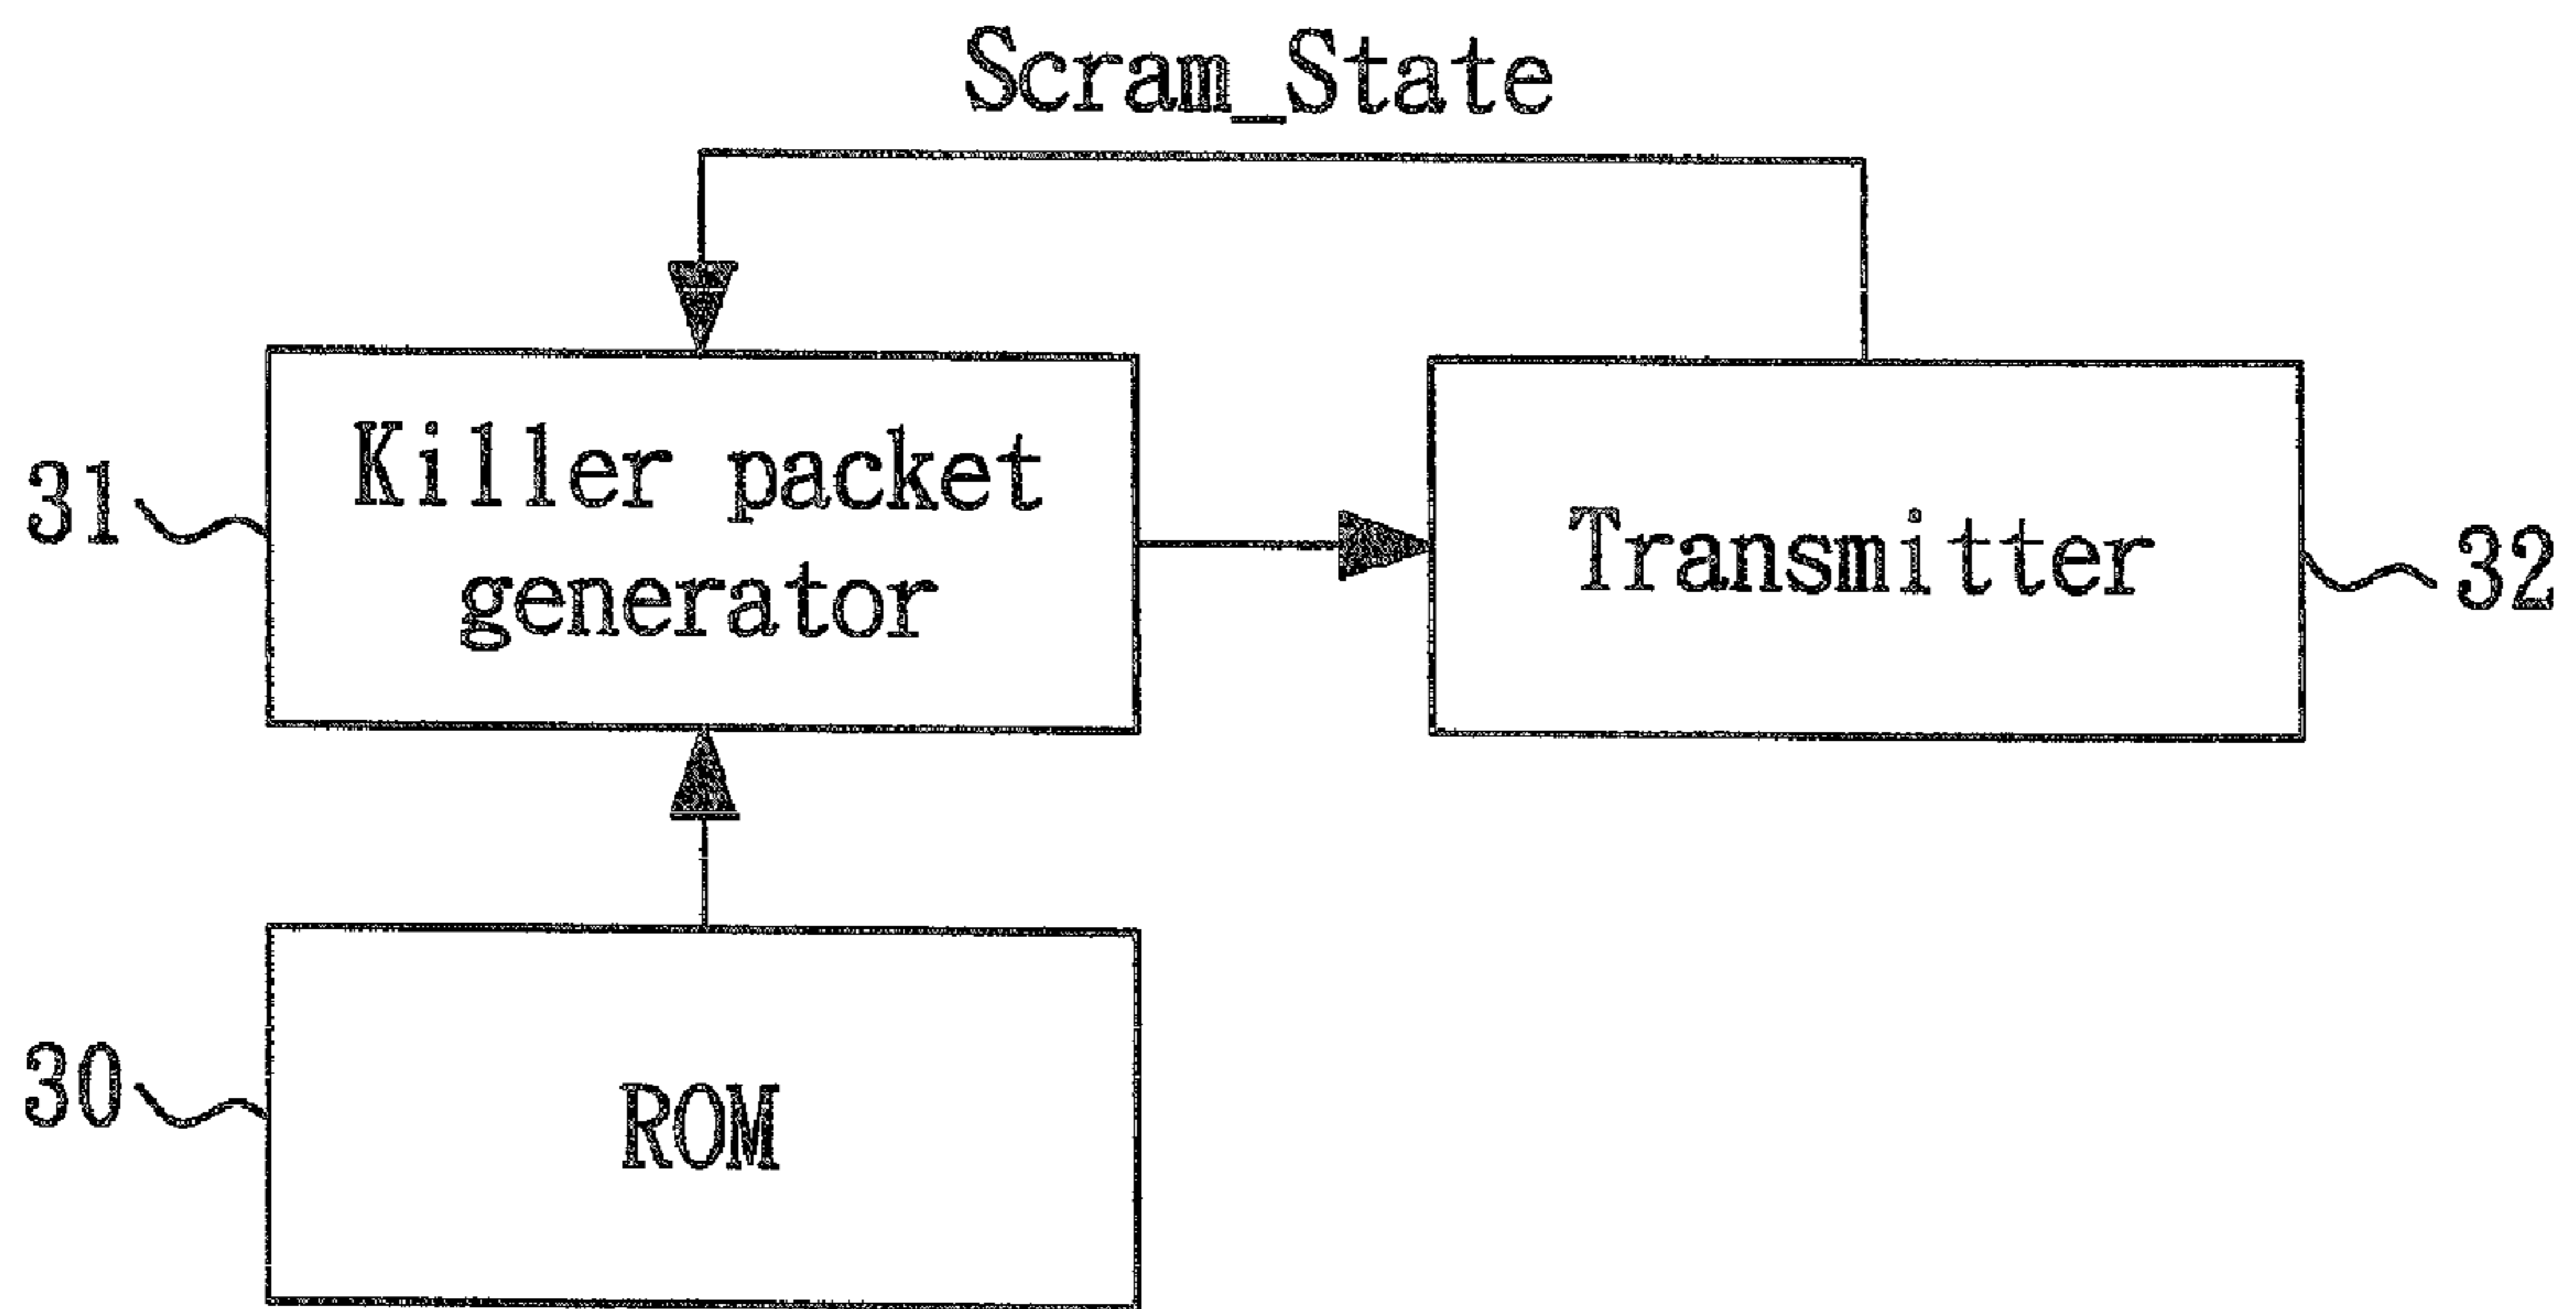 Scram_State
Killer packet
generator
31
Transmitter
32
ROM
30